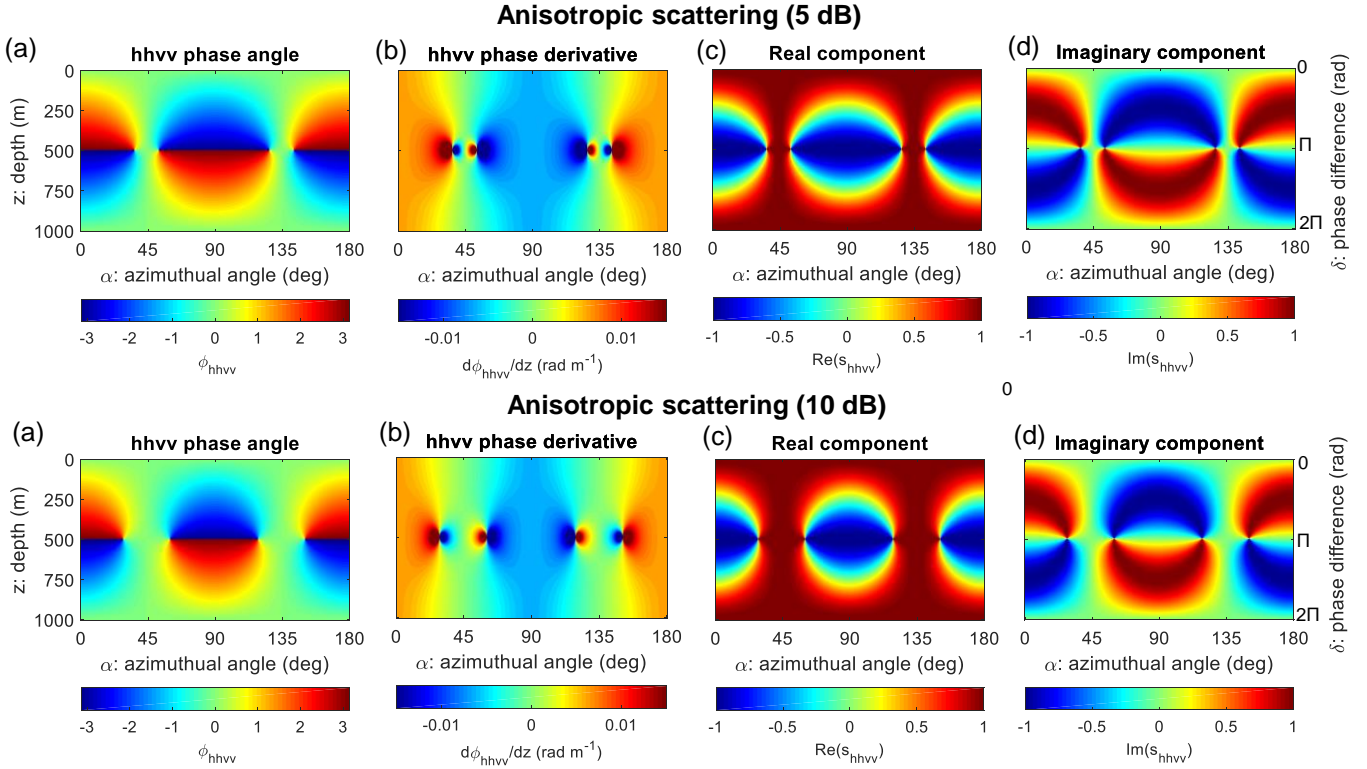 Anisotropic scattering (5 dB)
(a) (b) (c) (d)
hhvv phase angle hhvv phase derivative Real component Imaginary component
0 0
250
500 Π
750
1000 2Π
z: depth (m) δ: phase difference (rad)
0 45 90 135 180 0 45 90 135 180 0 45 90 135 180 0 45 90 135 180
α: azimuthual angle (deg) α: azimuthual angle (deg) α: azimuthual angle (deg) α: azimuthual angle (deg)
-3 -2 -1 0 1 2 3 -0.01 0 0.01 -1 -0.5 0 0.5 1 -1 -0.5 0 0.5 1
ϕhhvv dϕhhvv/dz (rad m-1) Re(shhvv) Im(shhvv)
0
Anisotropic scattering (10 dB)
(a) (b) (c) (d)
hhvv phase angle hhvv phase derivative Real component Imaginary component
0 0
250
500 Π
750
1000 2Π
z: depth (m) δ: phase difference (rad)
0 45 90 135 180 0 45 90 135 180 0 45 90 135 180 0 45 90 135 180
α: azimuthual angle (deg) α: azimuthual angle (deg) α: azimuthual angle (deg) α: azimuthual angle (deg)
-3 -2 -1 0 1 2 3 -0.01 0 0.01 -1 -0.5 0 0.5 1 -1 -0.5 0 0.5 1
ϕhhvv dϕhhvv/dz (rad m-1) Re(shhvv) Im(shhvv)